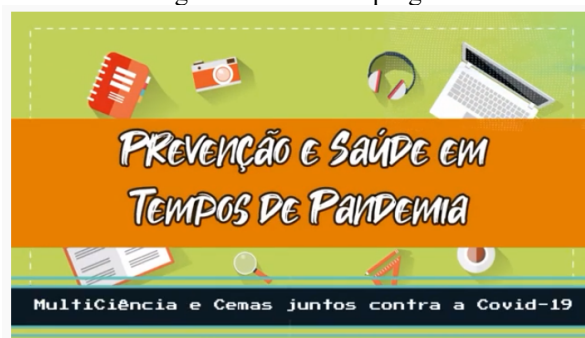 Prevenção e Saúde em
Tempos de Pandemia
MultiCiência e Cemas juntos contra a Covid-19